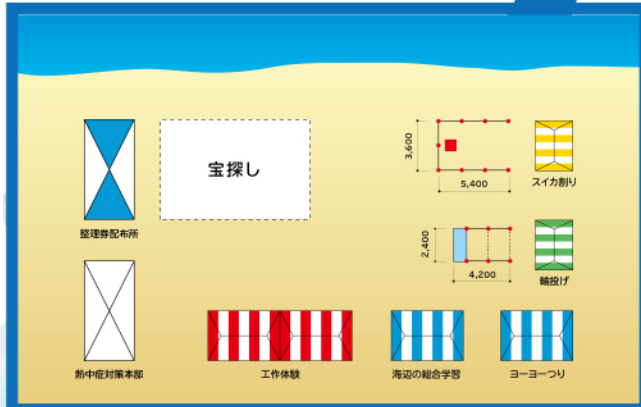 宝探し
3,600
5,400
スイカ割り
整理券配布所
2,400
4,200
輪投げ
熱中症対策本部
工作体験
海辺の総合学習
ヨーヨーつり